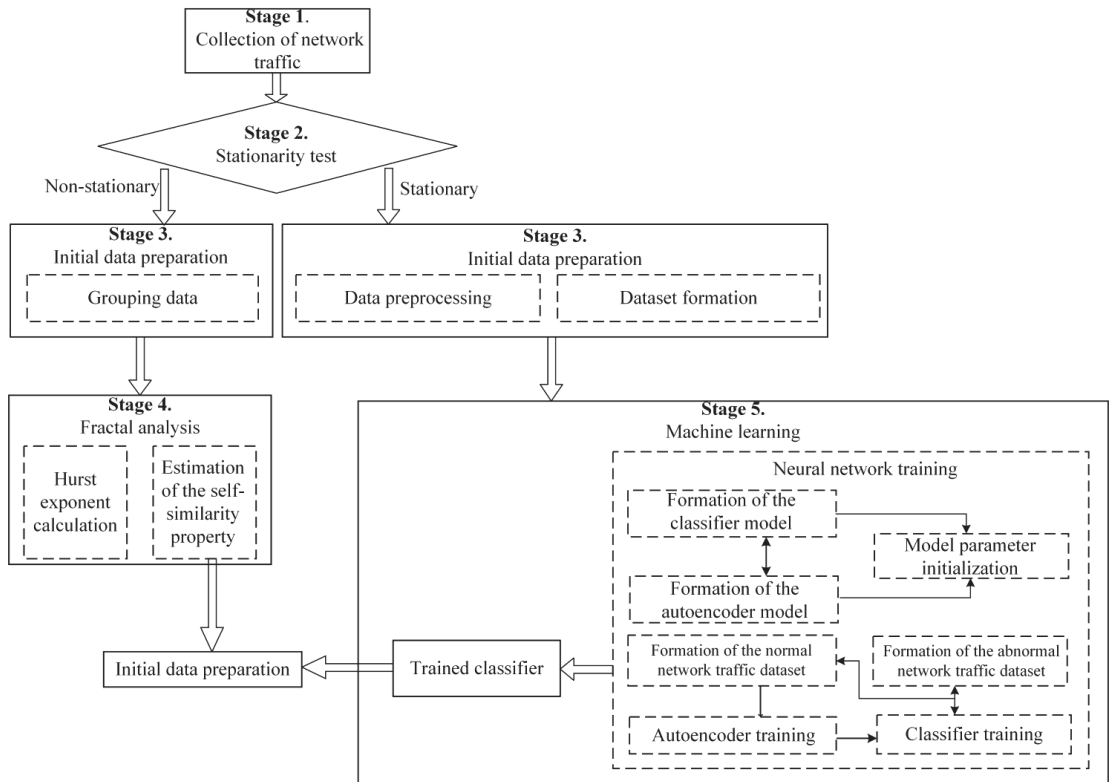 Stage 1.
Collection of network
traffic
Stage 2.
Stationarity test
Non-stationary
Stationary
Stage 3.
Initial data preparation
Grouping data
Stage 3.
Initial data preparation
Data preprocessing
Dataset formation
Stage 4.
Fractal analysis
Hurst
exponent
calculation
Estimation
of the self-
similarity
property
Stage 5.
Machine learning
Neural network training
Formation of the
classifier model
Model parameter
initialization
Formation of the
autoencoder model
Formation of the normal
network traffic dataset
Formation of the abnormal
network traffic dataset
Autoencoder training
Classifier training
Trained classifier
Initial data preparation